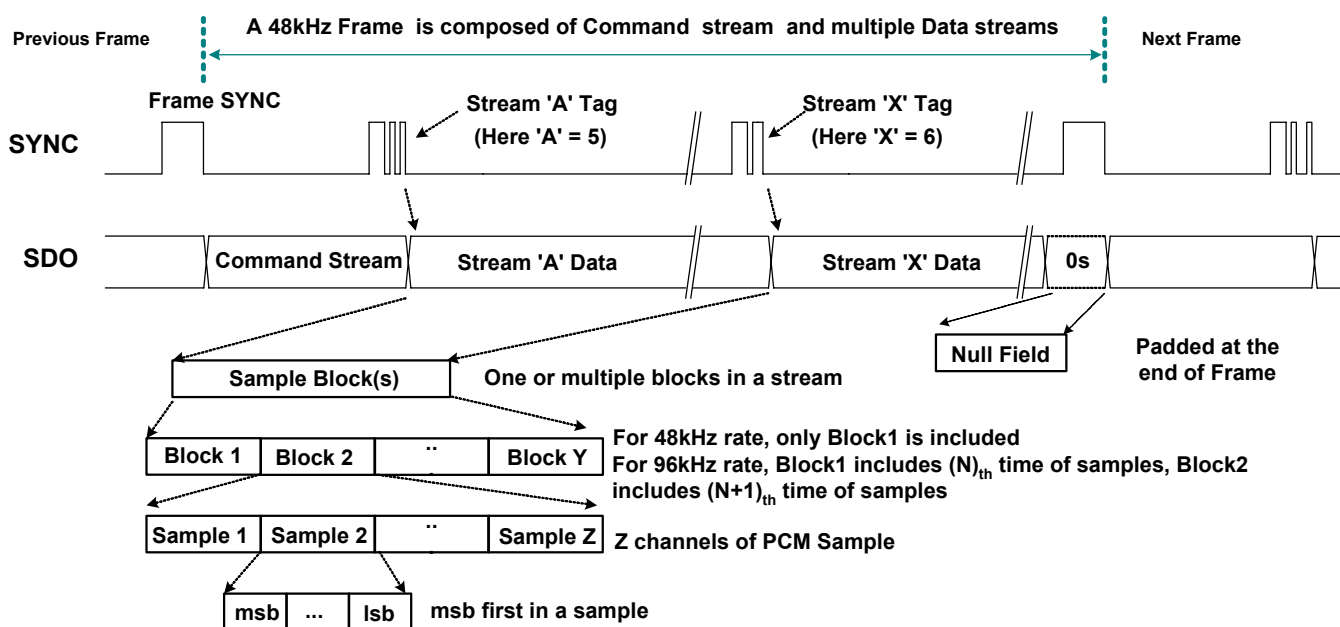 A 48kHz Frame is composed of Command stream and multiple Data streams
Previous Frame
Next Frame
Frame SYNC
Stream 'A' Tag
(Here 'A' = 5)
Stream 'X' Tag
(Here 'X' = 6)
SYNC
SDO
Command Stream
Stream 'A' Data
Stream 'X' Data
0s
Null Field
Padded at the
end of Frame
Sample Block(s)
One or multiple blocks in a stream
Block 1
Block 2
..
.
Block Y
For 48kHz rate, only Block1 is included
For 96kHz rate, Block1 includes (N)th time of samples, Block2
includes (N+1)th time of samples
Sample 1
Sample 2
..
.
Sample Z
Z channels of PCM Sample
msb
...
lsb
msb first in a sample